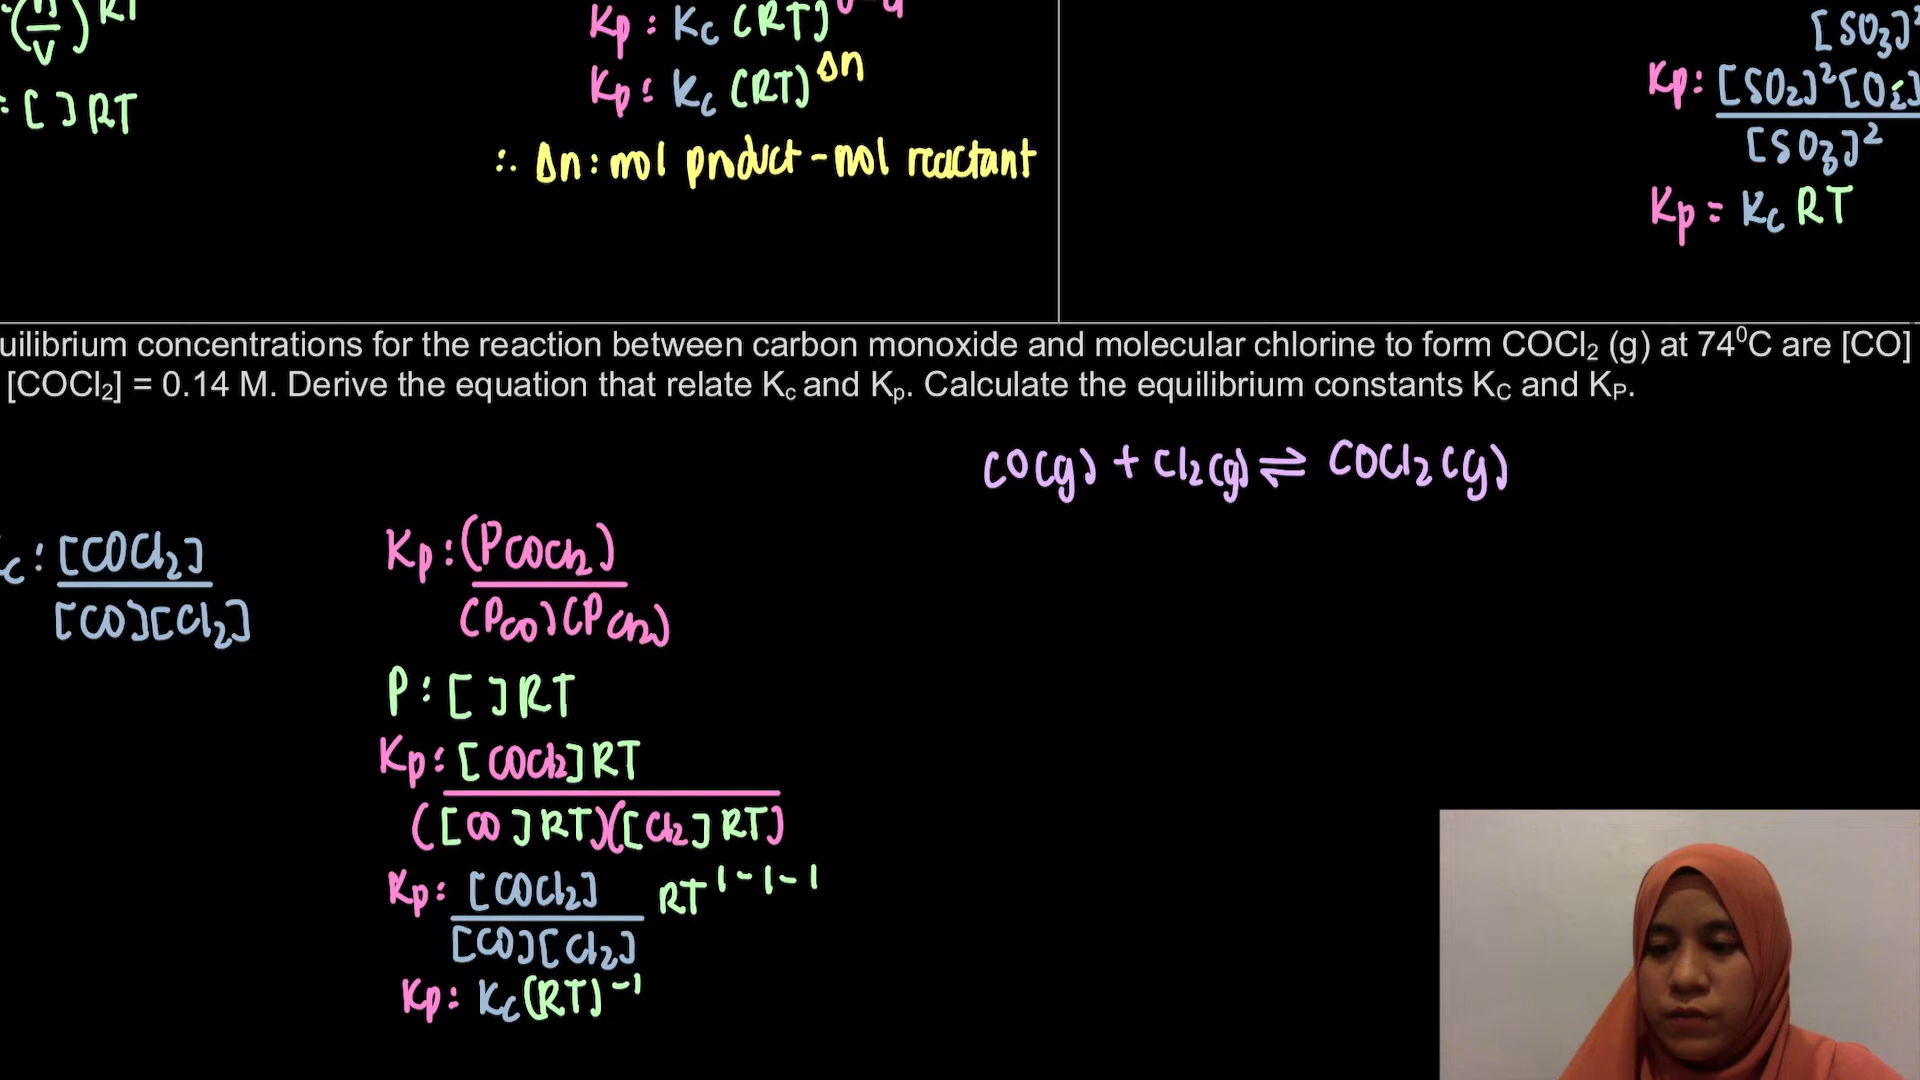 (n/V) RT
: [ ] RT
Kp : Kc (RT)
Kp : Kc (RT)^Δn
∴ Δn : mol product - mol reactant
[SO₃]²
Kp : [SO₂]²[O₂]
[SO₃]²
Kp = Kc RT
uilibrium concentrations for the reaction between carbon monoxide and molecular chlorine to form COCl₂ (g) at 74⁰C are [CO]
[COCl₂] = 0.14 M. Derive the equation that relate Kc and Kp. Calculate the equilibrium constants KC and KP.
CO(g) + Cl₂(g) ⇌ COCl₂(g)
c : [COCl₂]
[CO][Cl₂]
Kp : (PCOCl₂)
(PCO)(PCl₂)
P : [ ] RT
Kp : [COCl₂] RT
([CO] RT)([Cl₂] RT)
Kp : [COCl₂] RT^1-1-1
[CO][Cl₂]
Kp : Kc (RT)^-1